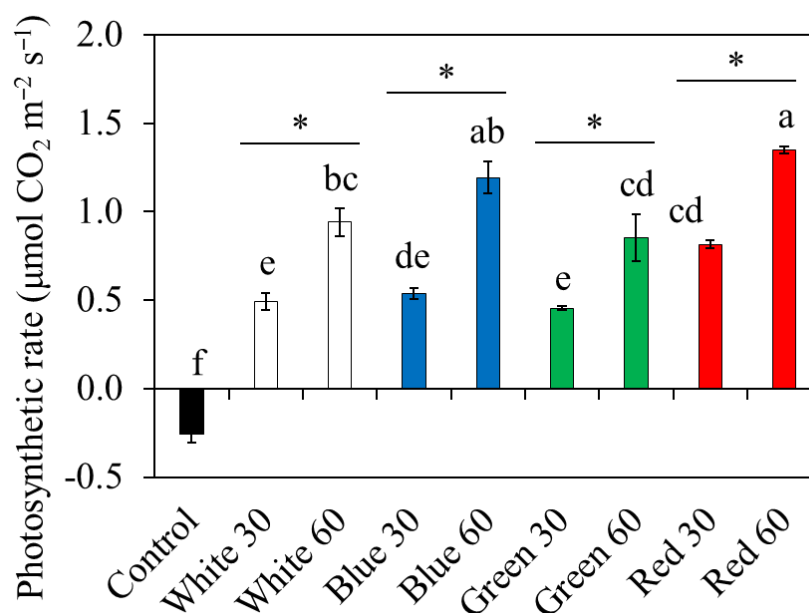 Photosynthetic rate (µmol CO₂ m⁻² s⁻¹)
2.0
1.5
1.0
0.5
0.0
-0.5
*
*
*
*
f
e
bc
de
ab
e
cd
cd
a
Control
White 30
White 60
Blue 30
Blue 60
Green 30
Green 60
Red 30
Red 60